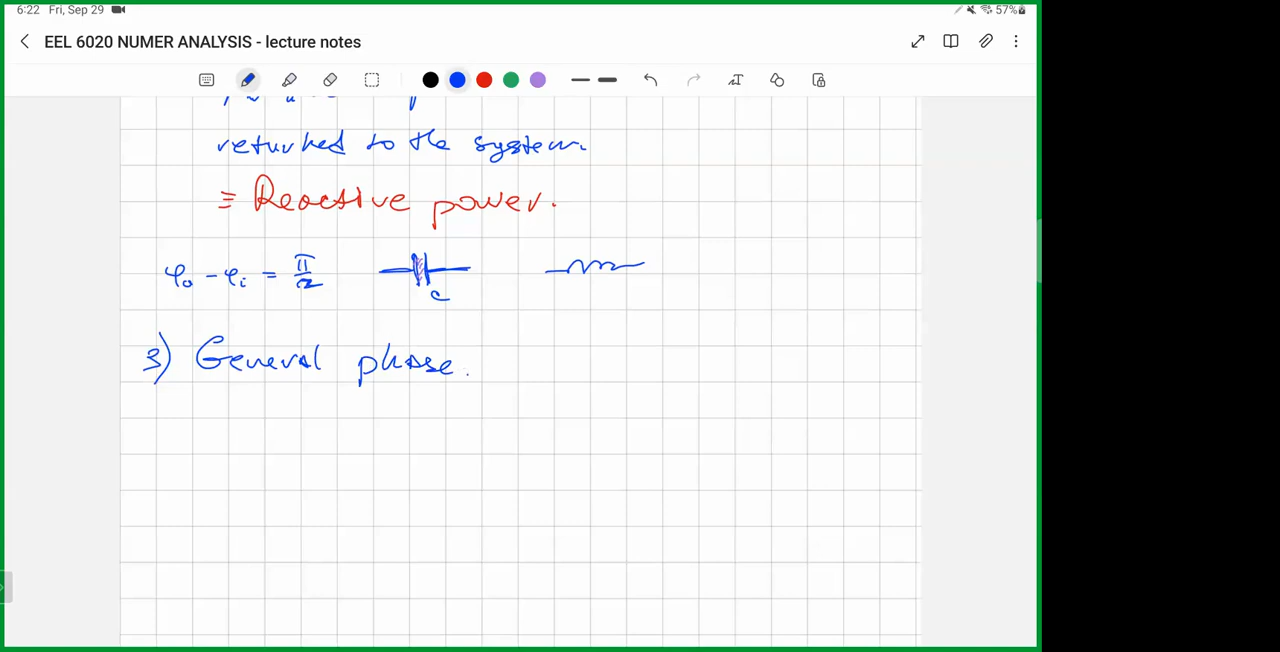 6:22 Fri, Sep 29 57%
EEL 6020 NUMER ANALYSIS - lecture notes
returned to the system.
≡ Reactive power.
φ₀ - φᵢ = π/2
C
3) General phase.